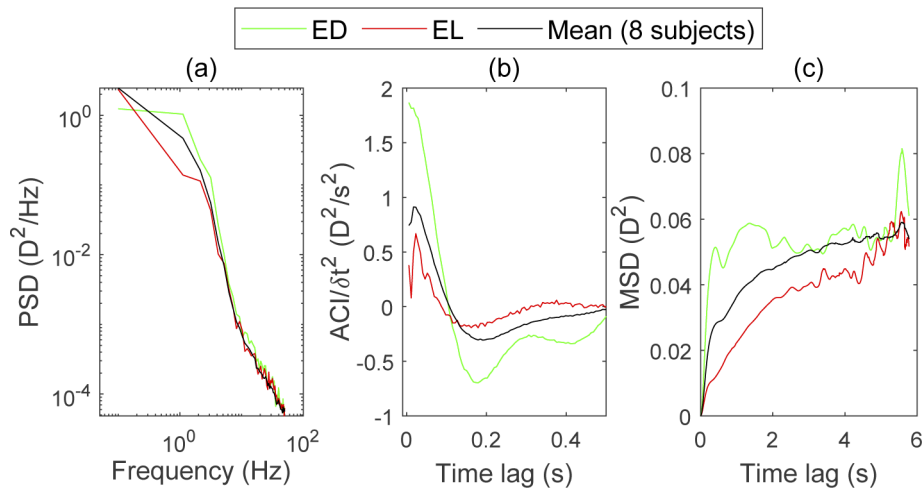 ED EL Mean (8 subjects)
(a) (b) (c)
PSD (D²/Hz)
10⁰
10⁻²
10⁻⁴
10⁰ 10²
Frequency (Hz)
ACI/δt² (D²/s²)
2
1.5
1
0.5
0
-0.5
-1
0 0.2 0.4
Time lag (s)
MSD (D²)
0.1
0.08
0.06
0.04
0.02
0
0 2 4 6
Time lag (s)